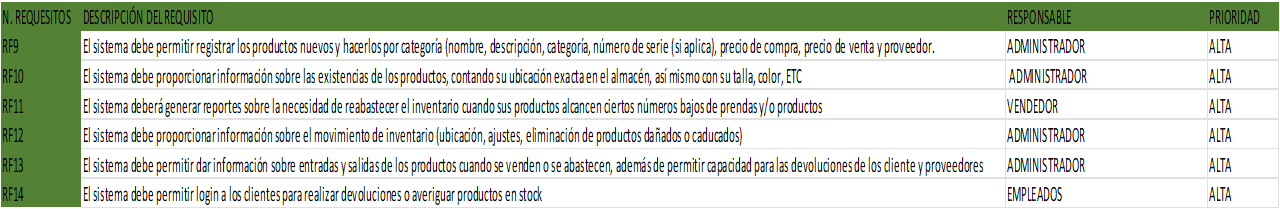 N. REQUESITOS DESCRIPCIÓN DEL REQUISITO RESPONSABLE PRIORIDAD
RF9 El sistema debe permitir registrar los productos nuevos y hacerlos por categoría (nombre, descripción, categoría, número de serie (si aplica), precio de compra, precio de venta y proveedor. ADMINISTRADOR ALTA
RF10 El sistema debe proporcionar información sobre las existencias de los productos, contando su ubicación exacta en el almacén, así mismo con su talla, color, ETC ADMINISTRADOR ALTA
RF11 El sistema deberá generar reportes sobre la necesidad de reabastecer el inventario cuando sus productos alcancen ciertos números bajos de prendas y/o productos VENDEDOR ALTA
RF12 El sistema debe proporcionar información sobre el movimiento de inventario (ubicación, ajustes, eliminación de productos dañados o caducados) ADMINISTRADOR ALTA
RF13 El sistema debe permitir dar información sobre entradas y salidas de los productos cuando se venden o se abastecen, además de permitir capacidad para las devoluciones de los cliente y proveedores ADMINISTRADOR ALTA
RF14 El sistema debe permitir login a los clientes para realizar devoluciones o averiguar productos en stock EMPLEADOS ALTA